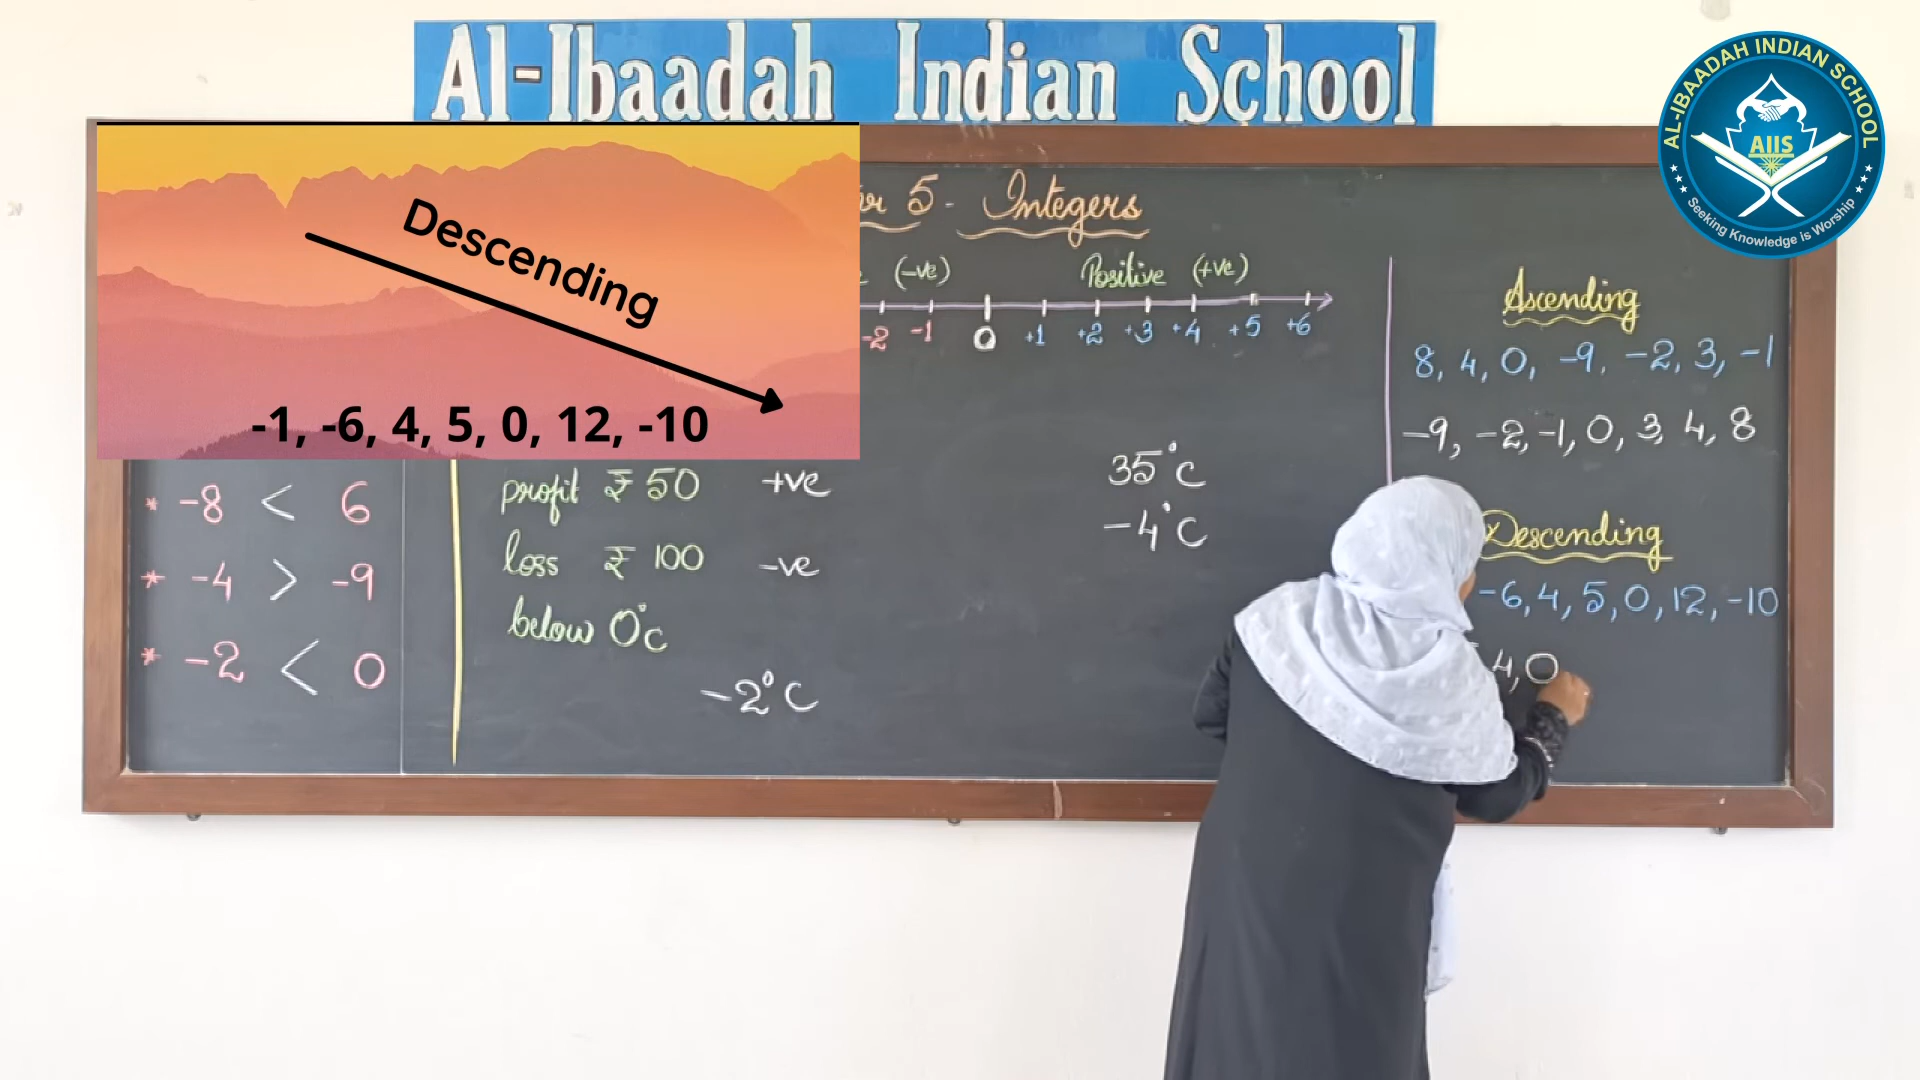 Al-Ibaadah Indian School
AL-IBAADAH INDIAN SCHOOL
AIIS
Seeking Knowledge is Worship
Descending
-1, -6, 4, 5, 0, 12, -10
5 - Integers
(-ve) Positive (+ve)
-2 -1 0 +1 +2 +3 +4 +5 +6
* -8 < 6
* -4 > -9
* -2 < 0
profit ₹ 50 +ve
loss ₹ 100 -ve
below 0°c
-2°C
35°C
-4°C
Ascending
8, 4, 0, -9, -2, 3, -1
-9, -2, -1, 0, 3, 4, 8
Descending
-6, 4, 5, 0, 12, -10
4, 0